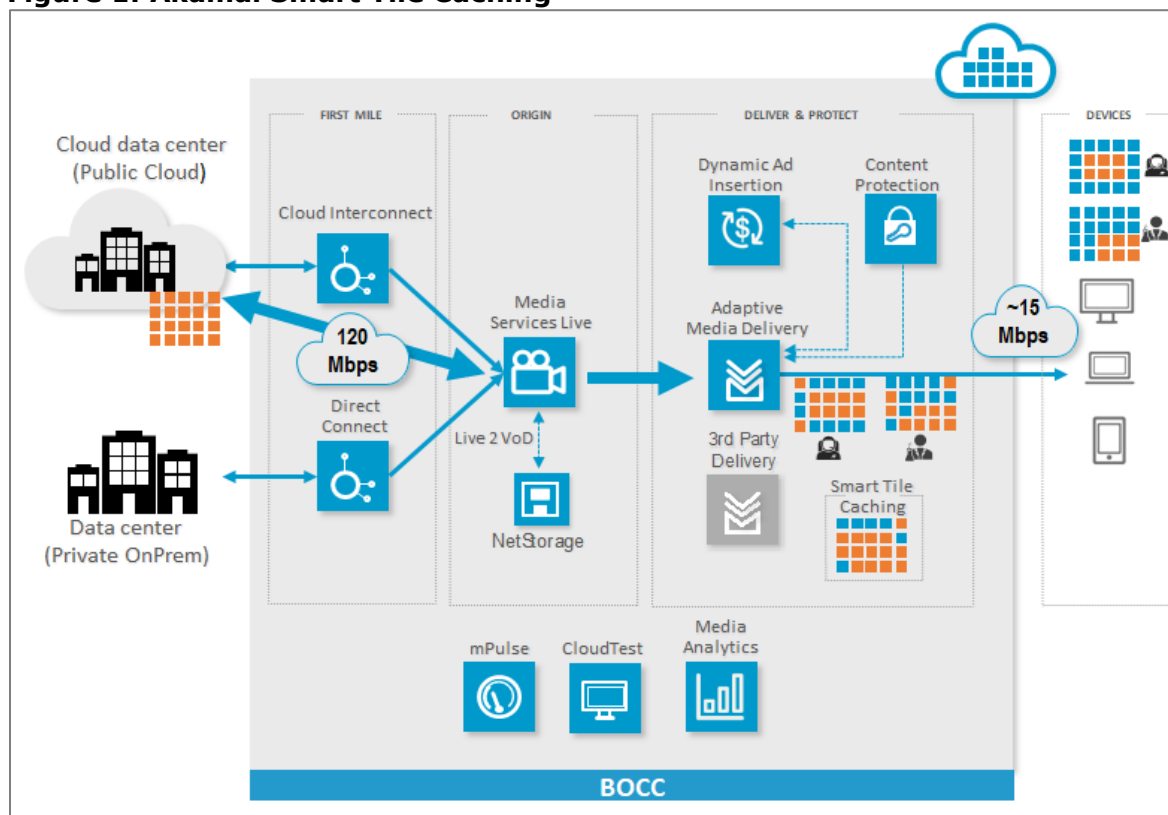 Figure 1: Akamai Smart Tile Caching
FIRST MILE
ORIGIN
DELIVER & PROTECT
DEVICES
Cloud data center
(Public Cloud)
Cloud Interconnect
Dynamic Ad
Insertion
Content
Protection
120
Mbps
Media
Services Live
Adaptive
Media Delivery
~15
Mbps
Direct
Connect
Live 2 VoD
3rd Party
Delivery
Smart Tile
Caching
NetStorage
Data center
(Private OnPrem)
mPulse
CloudTest
Media
Analytics
BOCC